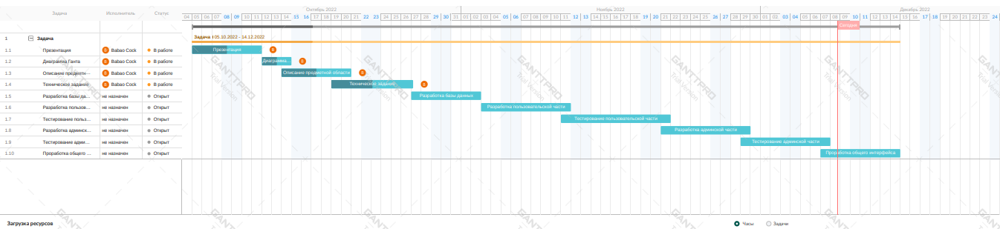 Задача Исполнитель Статус
Октябрь 2022 Ноябрь 2022 Декабрь 2022
04 05 06 07 08 09 10 11 12 13 14 15 16 17 18 19 20 21 22 23 24 25 26 27 28 29 30 31 01 02 03 04 05 06 07 08 09 10 11 12 13 14 15 16 17 18 19 20 21 22 23 24 25 26 27 28 29 30 01 02 03 04 05 06 07 08 09 10 11 12 13 14 15 16 17 18 19 20 21 22 23 24
Сегодня
1 Задача
Задача 05.10.2022 - 14.12.2022
1.1 Презентация B Babao Cock В работе
Презентация B
1.2 Диаграмма Ганта B Babao Cock В работе
Диаграмма... B
1.3 Описание предметн... B Babao Cock В работе
Описание предметной области B
1.4 Техническое задание B Babao Cock В работе
Техническое задание B
1.5 Разработка базы да... не назначен Открыт
Разработка базы данных
1.6 Разработка пользов... не назначен Открыт
Разработка пользовательской части
1.7 Тестирование польз... не назначен Открыт
Тестирование пользовательской части
1.8 Разработка админск... не назначен Открыт
Разработка админской части
1.9 Тестирование адми... не назначен Открыт
Тестирование админской части
1.10 Проработка общего ... не назначен Открыт
Проработка общего интерфейса
GANTTPRO
Trial Version
Загрузка ресурсов
Часы Задачи